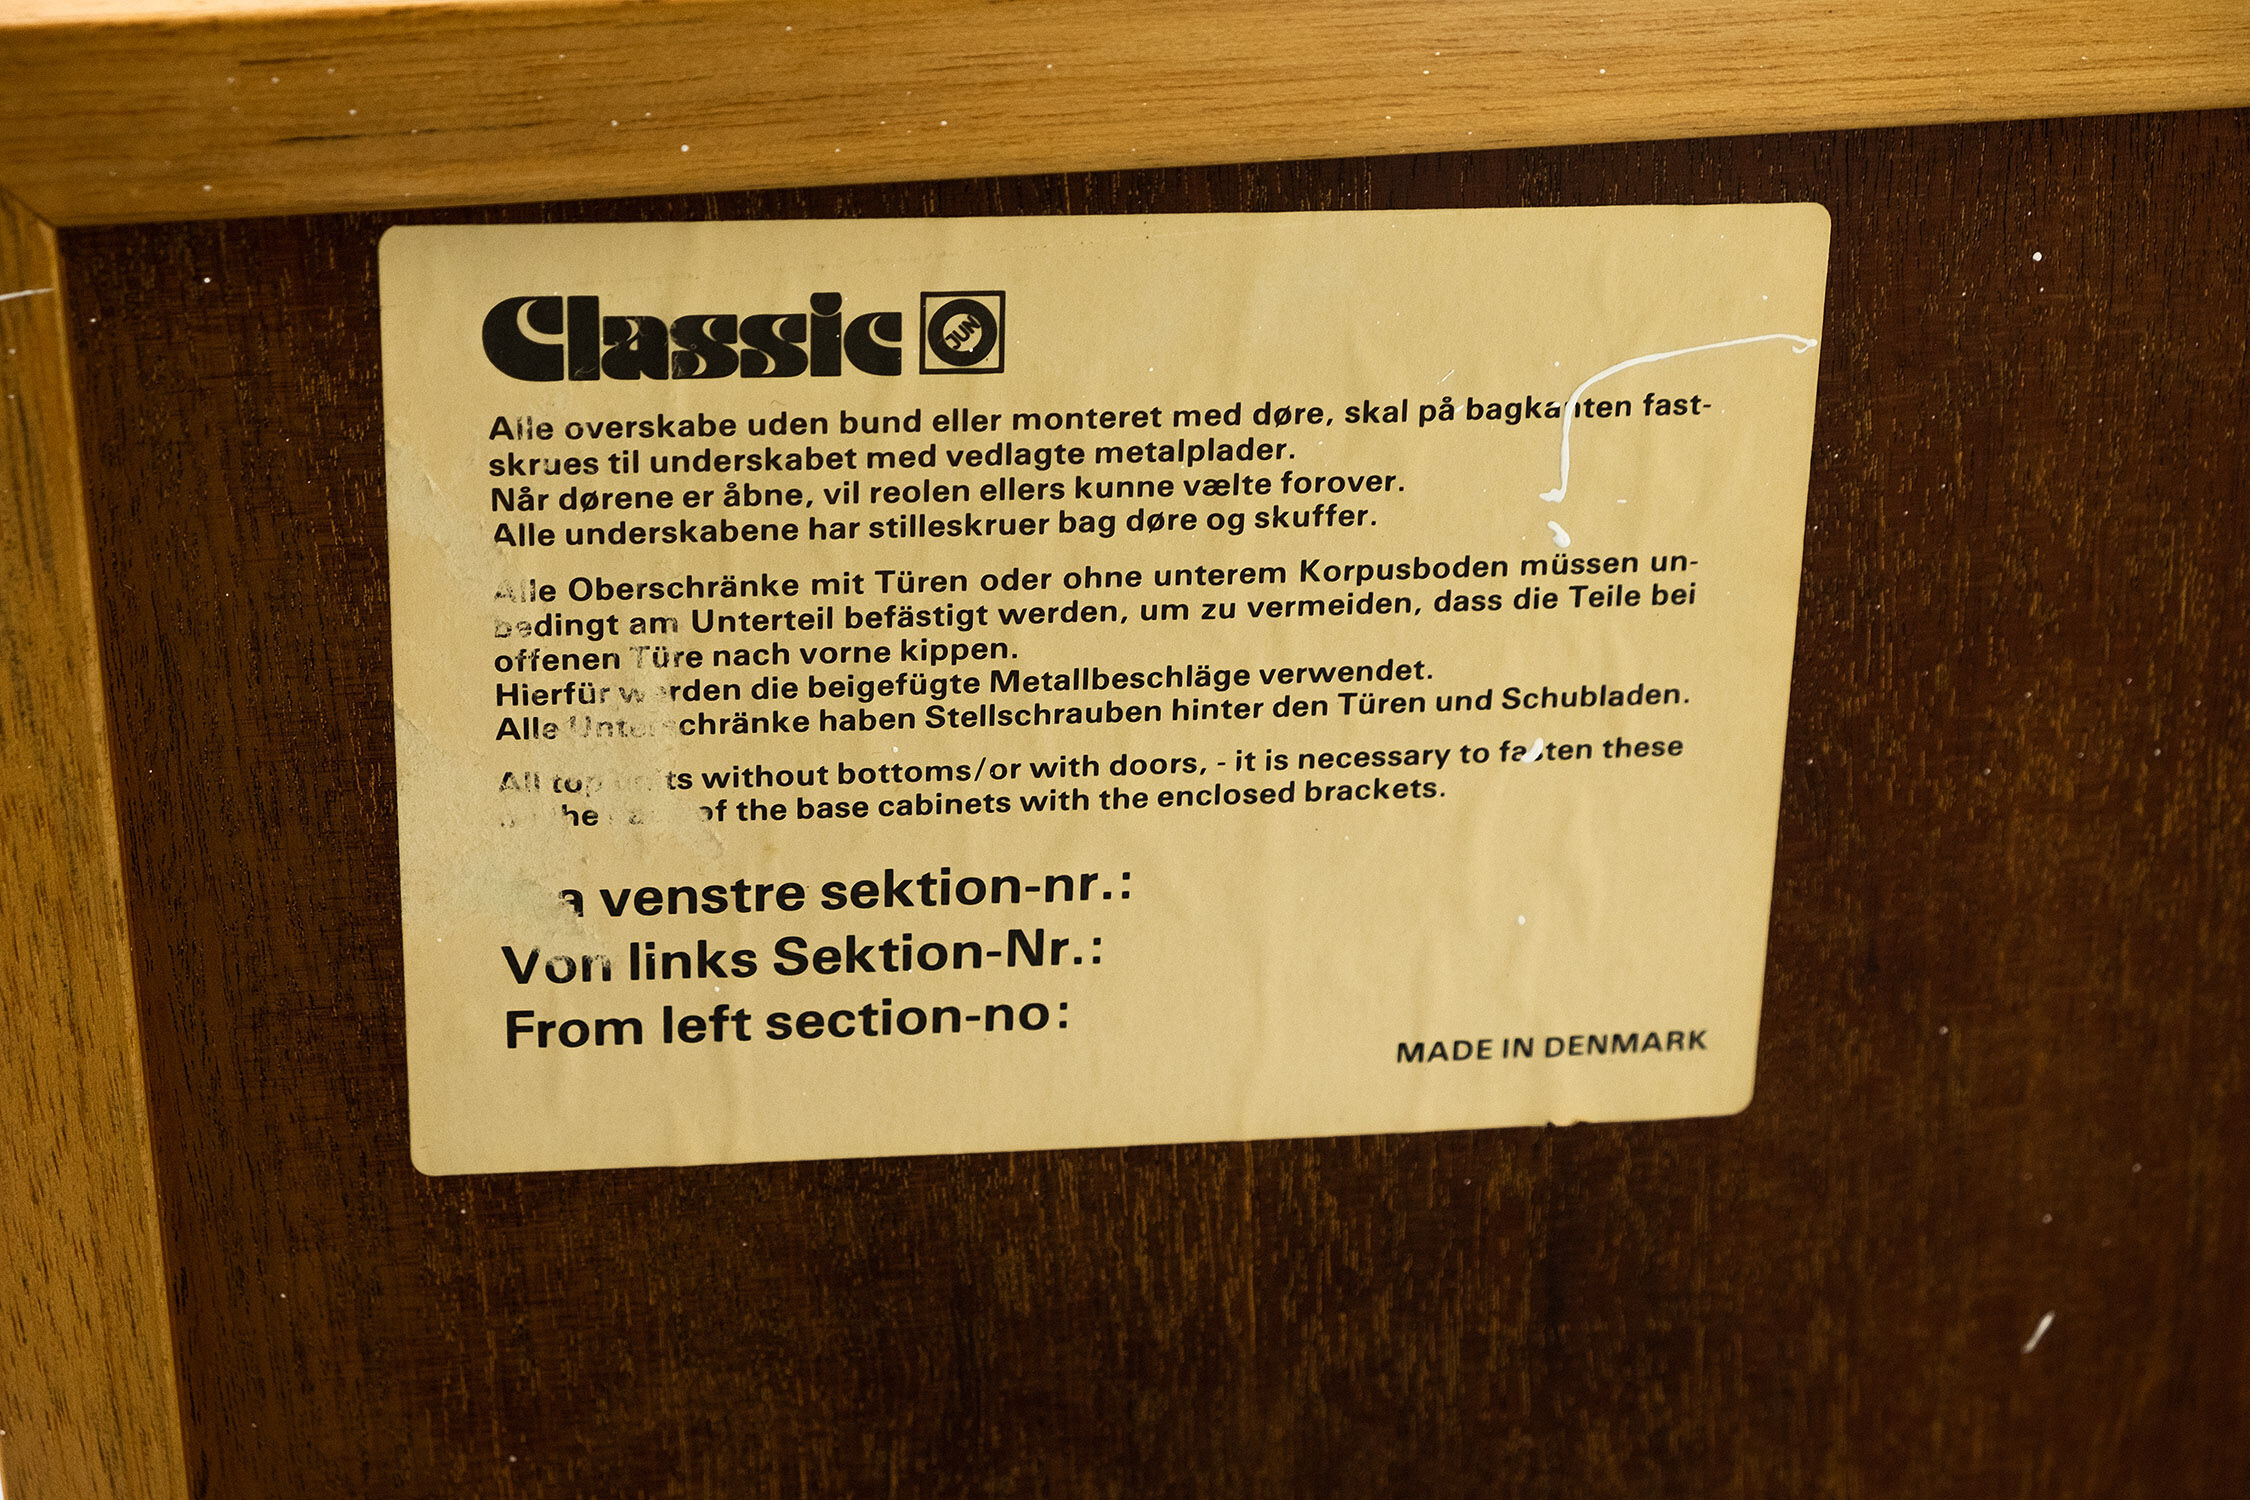 Classic JUN
Alle overskabe uden bund eller monteret med døre, skal på bagkanten fast-
skrues til underskabet med vedlagte metalplader.
Når dørene er åbne, vil reolen ellers kunne vælte forover.
Alle underskabene har stilleskruer bag døre og skuffer.
Alle Oberschränke mit Türen oder ohne unterem Korpusboden müssen un-
bedingt am Unterteil befästigt werden, um zu vermeiden, dass die Teile bei
offenen Türe nach vorne kippen.
Hierfür werden die beigefügte Metallbeschläge verwendet.
Alle Unterschränke haben Stellschrauben hinter den Türen und Schubladen.
All top without bottoms/or with doors, - it is necessary to fasten these
of the base cabinets with the enclosed brackets.
venstre sektion-nr.:
Von links Sektion-Nr.:
From left section-no:
MADE IN DENMARK